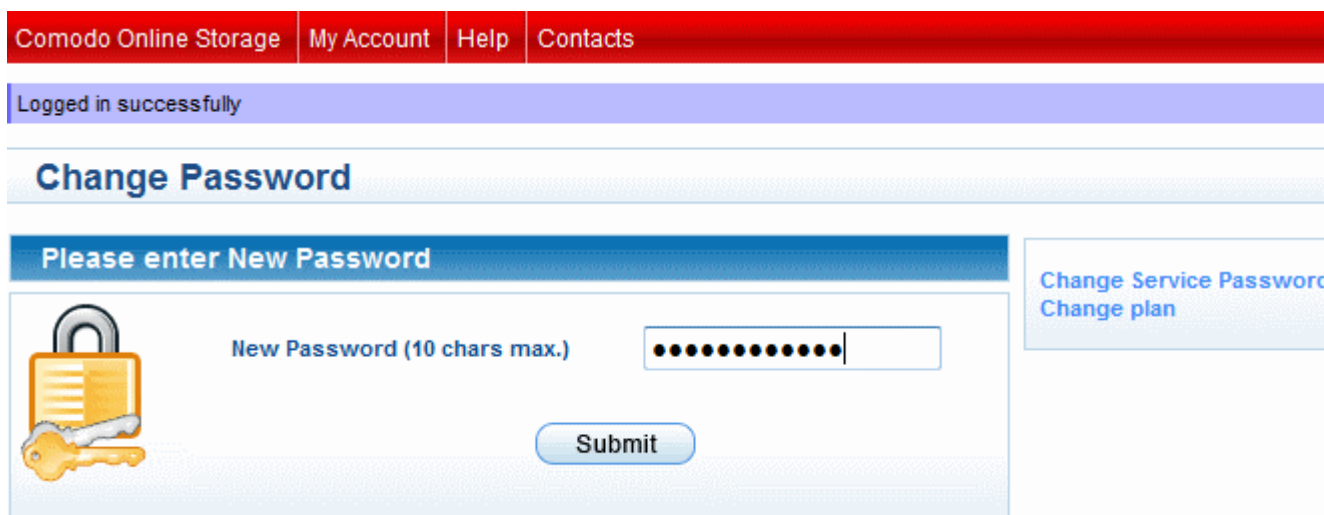 Comodo Online Storage My Account Help Contacts
Logged in successfully
Change Password
Please enter New Password
Change Service Password
Change plan
New Password (10 chars max.) ●●●●●●●●●●●●
Submit